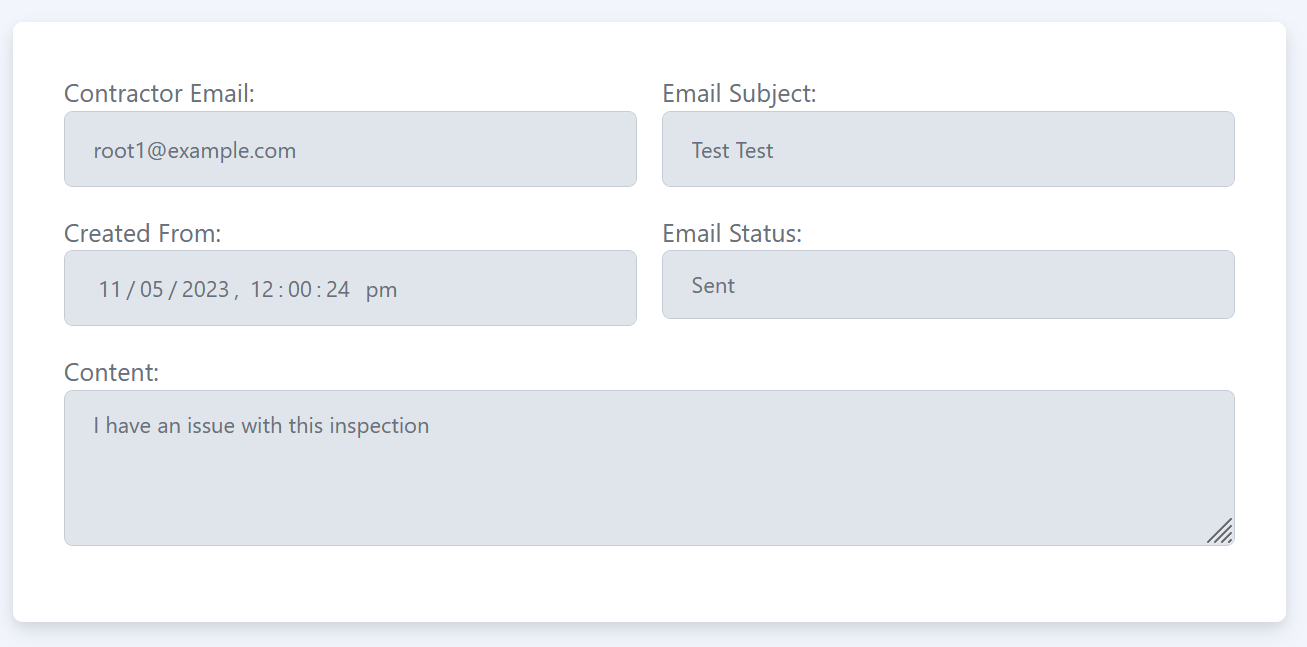 Contractor Email:
root1@example.com
Email Subject:
Test Test
Created From:
11/05/2023, 12:00:24 pm
Email Status:
Sent
Content:
I have an issue with this inspection